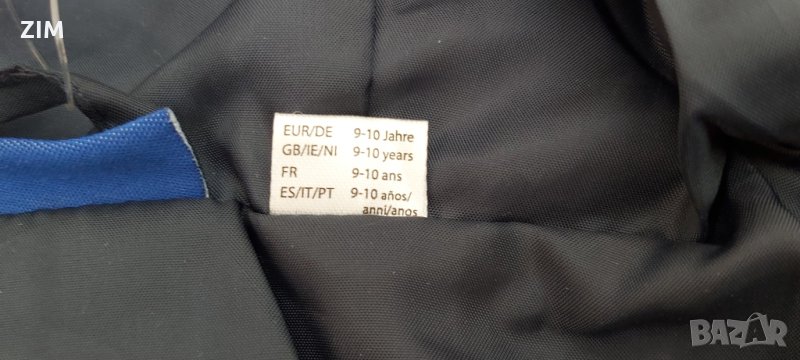 ZIM
EUR/DE 9-10 Jahre
GB/IE/NI 9-10 years
FR 9-10 ans
ES/IT/PT 9-10 años/
anni/anos
BAZAR